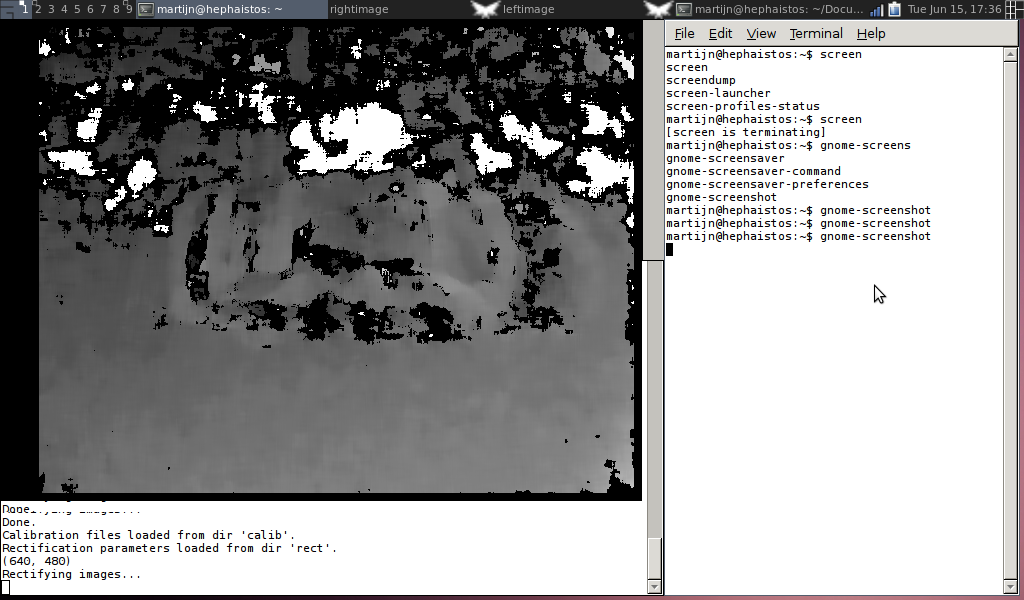 1 2 3 4 5 6 7 8 9 martijn@hephaistos: ~ rightimage leftimage martijn@hephaistos: ~/Docu... Tue Jun 15, 17:36
File Edit View Terminal Help
martijn@hephaistos:~$ screen
screen
screendump
screen-launcher
screen-profiles-status
martijn@hephaistos:~$ screen
[screen is terminating]
martijn@hephaistos:~$ gnome-screens
gnome-screensaver
gnome-screensaver-command
gnome-screensaver-preferences
gnome-screenshot
martijn@hephaistos:~$ gnome-screenshot
martijn@hephaistos:~$ gnome-screenshot
martijn@hephaistos:~$ gnome-screenshot
Done.
Calibration files loaded from dir 'calib'.
Rectification parameters loaded from dir 'rect'.
(640, 480)
Rectifying images...